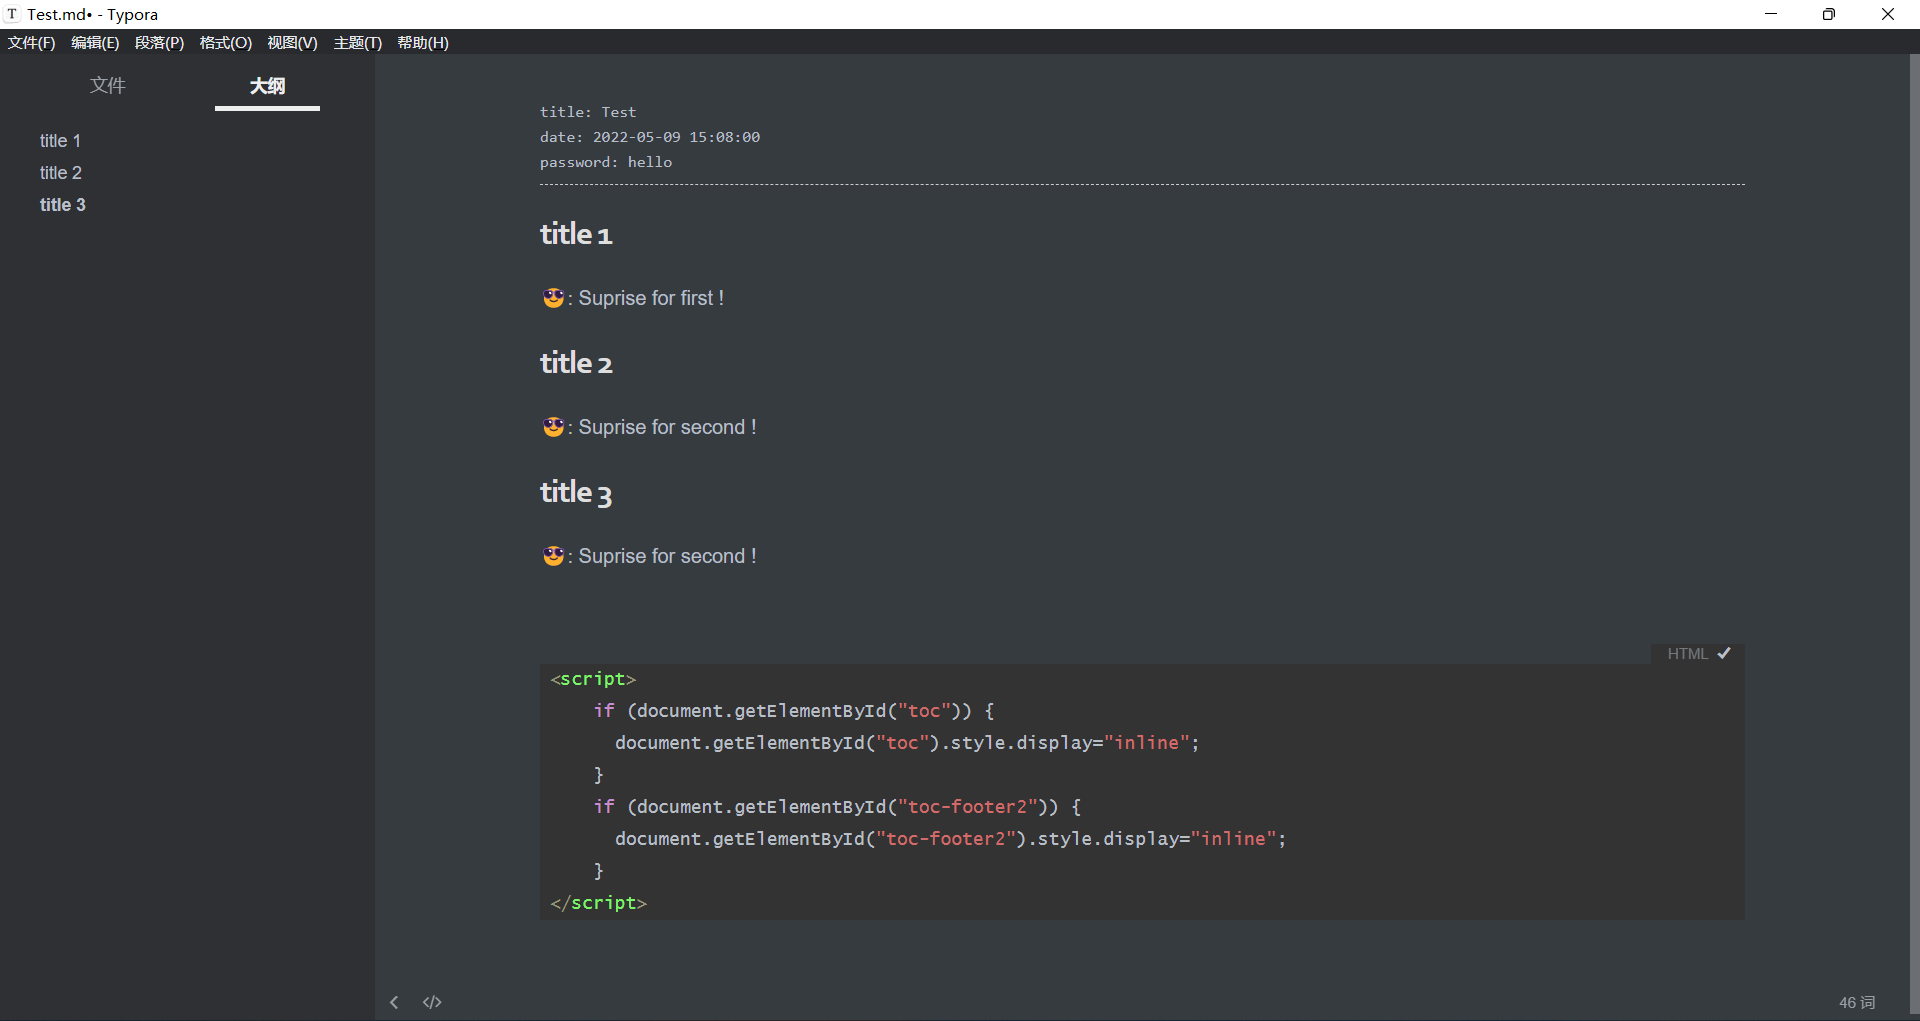 T Test.md• - Typora
文件(F) 编辑(E) 段落(P) 格式(O) 视图(V) 主题(T) 帮助(H)
文件 大纲
title 1
title 2
title 3
title: Test
date: 2022-05-09 15:08:00
password: hello
title 1
😎: Suprise for first !
title 2
😎: Suprise for second !
title 3
😎: Suprise for second !
HTML
<script>
    if (document.getElementById("toc")) {
      document.getElementById("toc").style.display="inline";
    }
    if (document.getElementById("toc-footer2")) {
      document.getElementById("toc-footer2").style.display="inline";
    }
</script>
</>
46 词